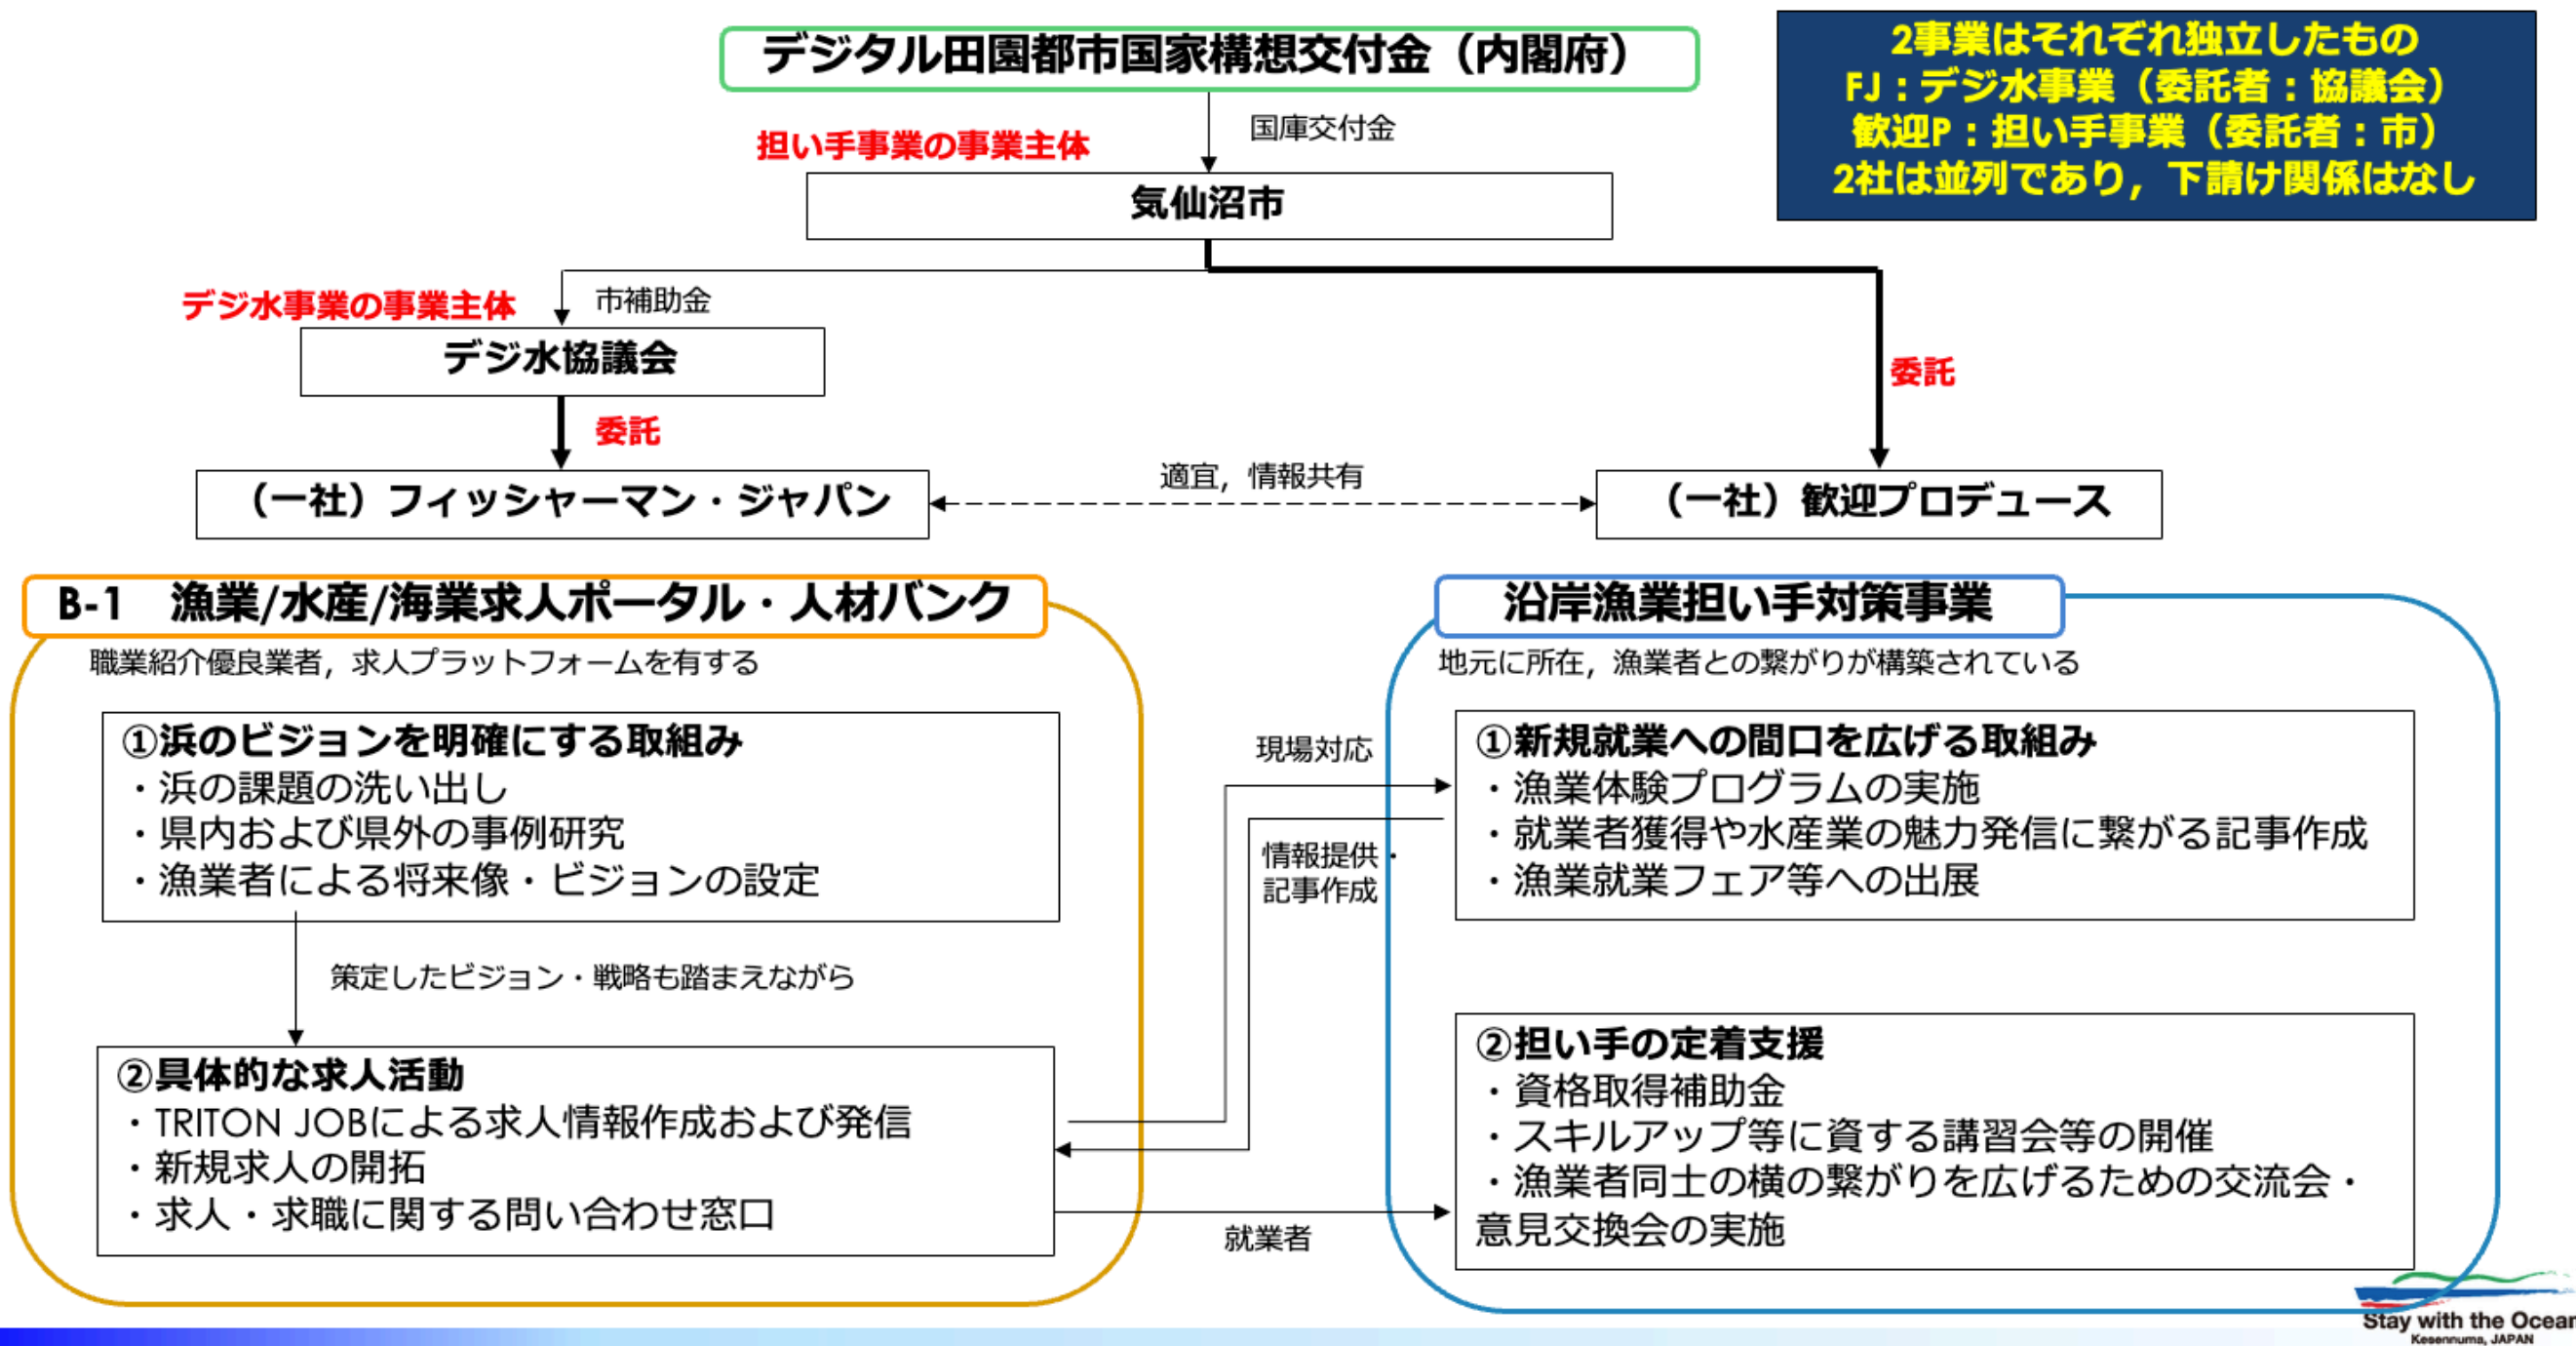 デジタル田園都市国家構想交付金（内閣府）
2事業はそれぞれ独立したもの
FJ：デジ水事業（委託者：協議会）
歓迎P：担い手事業（委託者：市）
2社は並列であり，下請け関係はなし
国庫交付金
担い手事業の事業主体
気仙沼市
デジ水事業の事業主体
市補助金
デジ水協議会
委託
委託
（一社）フィッシャーマン・ジャパン
適宜，情報共有
（一社）歓迎プロデュース
B-1　漁業/水産/海業求人ポータル・人材バンク
職業紹介優良業者，求人プラットフォームを有する
①浜のビジョンを明確にする取組み
・浜の課題の洗い出し
・県内および県外の事例研究
・漁業者による将来像・ビジョンの設定
策定したビジョン・戦略も踏まえながら
②具体的な求人活動
・TRITON JOBによる求人情報作成および発信
・新規求人の開拓
・求人・求職に関する問い合わせ窓口
現場対応
情報提供・
記事作成
就業者
沿岸漁業担い手対策事業
地元に所在，漁業者との繋がりが構築されている
①新規就業への間口を広げる取組み
・漁業体験プログラムの実施
・就業者獲得や水産業の魅力発信に繋がる記事作成
・漁業就業フェア等への出展
②担い手の定着支援
・資格取得補助金
・スキルアップ等に資する講習会等の開催
・漁業者同士の横の繋がりを広げるための交流会・
意見交換会の実施
Stay with the Ocean
Kesennuma, JAPAN